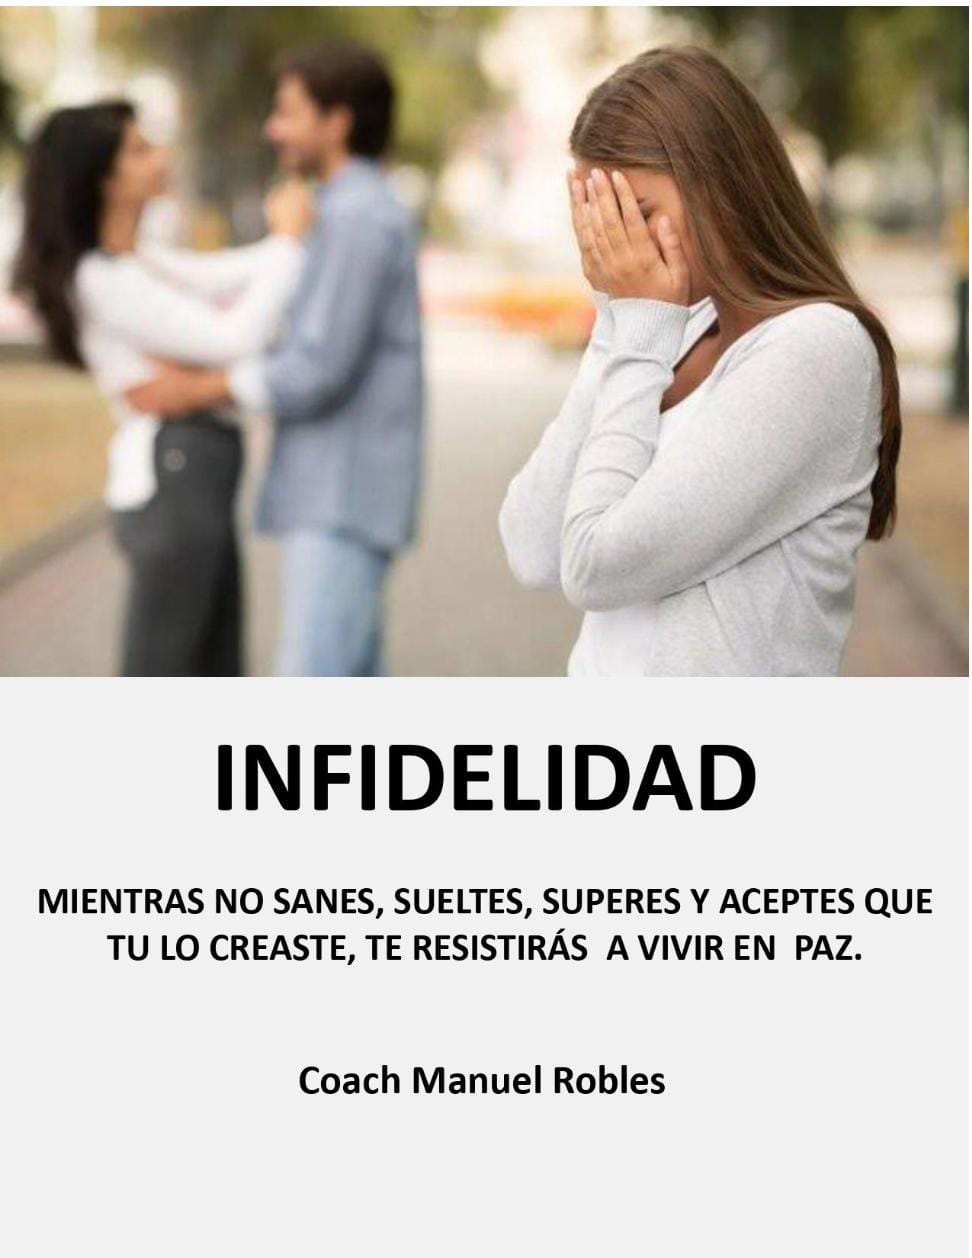 INFIDELIDAD
MIENTRAS NO SANES, SUELTES, SUPERES Y ACEPTES QUE
TU LO CREASTE, TE RESISTIRÁS  A VIVIR EN  PAZ.
Coach Manuel Robles